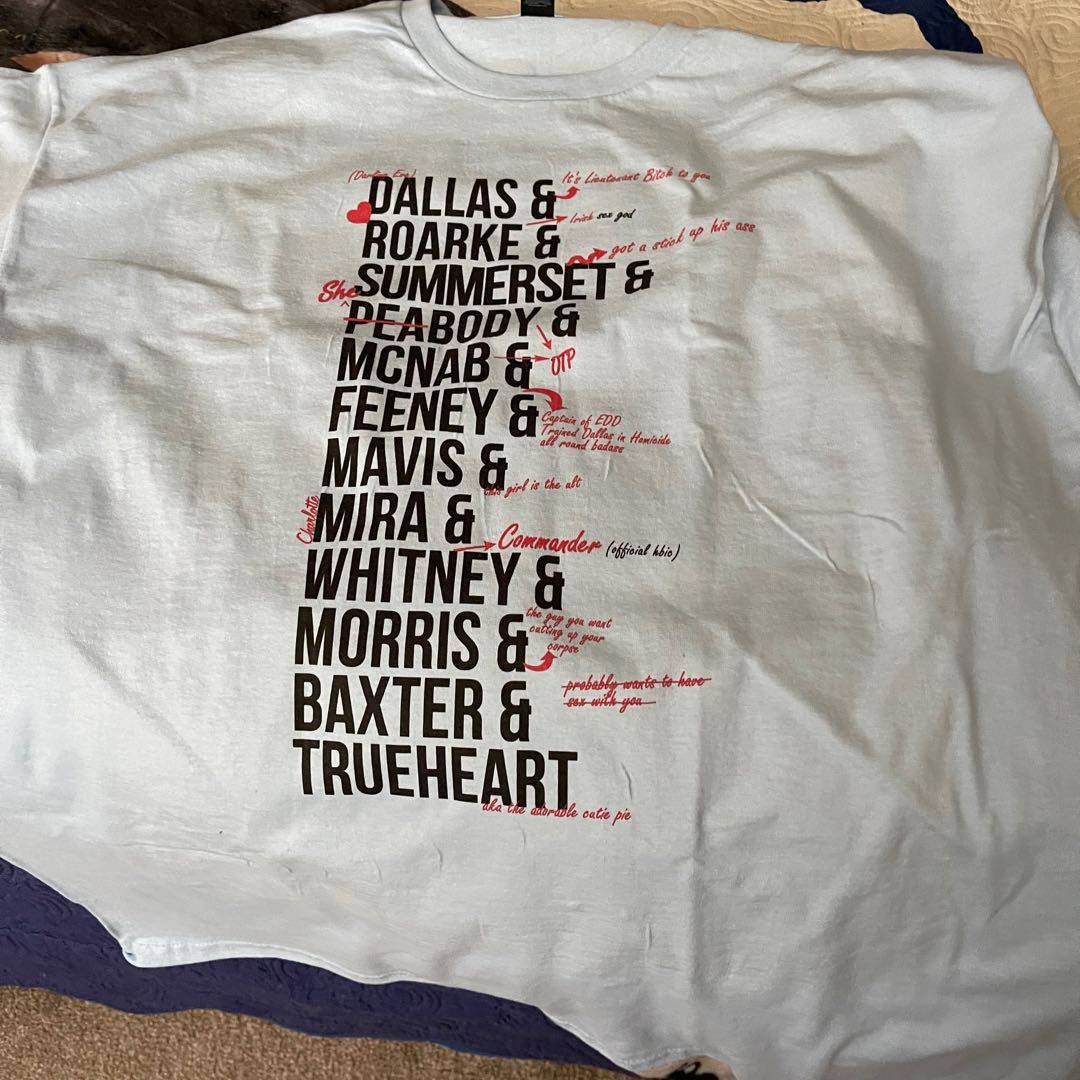 (Darling Eve)
DALLAS & It's Lieutenant Bitch to you
ROARKE & Irish sex god
SUMMERSET & got a stick up his ass
She
PEABODY &
MCNAB & OTP
FEENEY &
Captain of EDD
Trained Dallas in Homicide
all round badass
MAVIS &
this girl is the alt
Charlotte
MIRA &
Commander (official hbic)
WHITNEY &
MORRIS &
the guy you want
cutting up your
corpse
BAXTER &
probably wants to have
sex with you
TRUEHEART
aka the adorable cutie pie